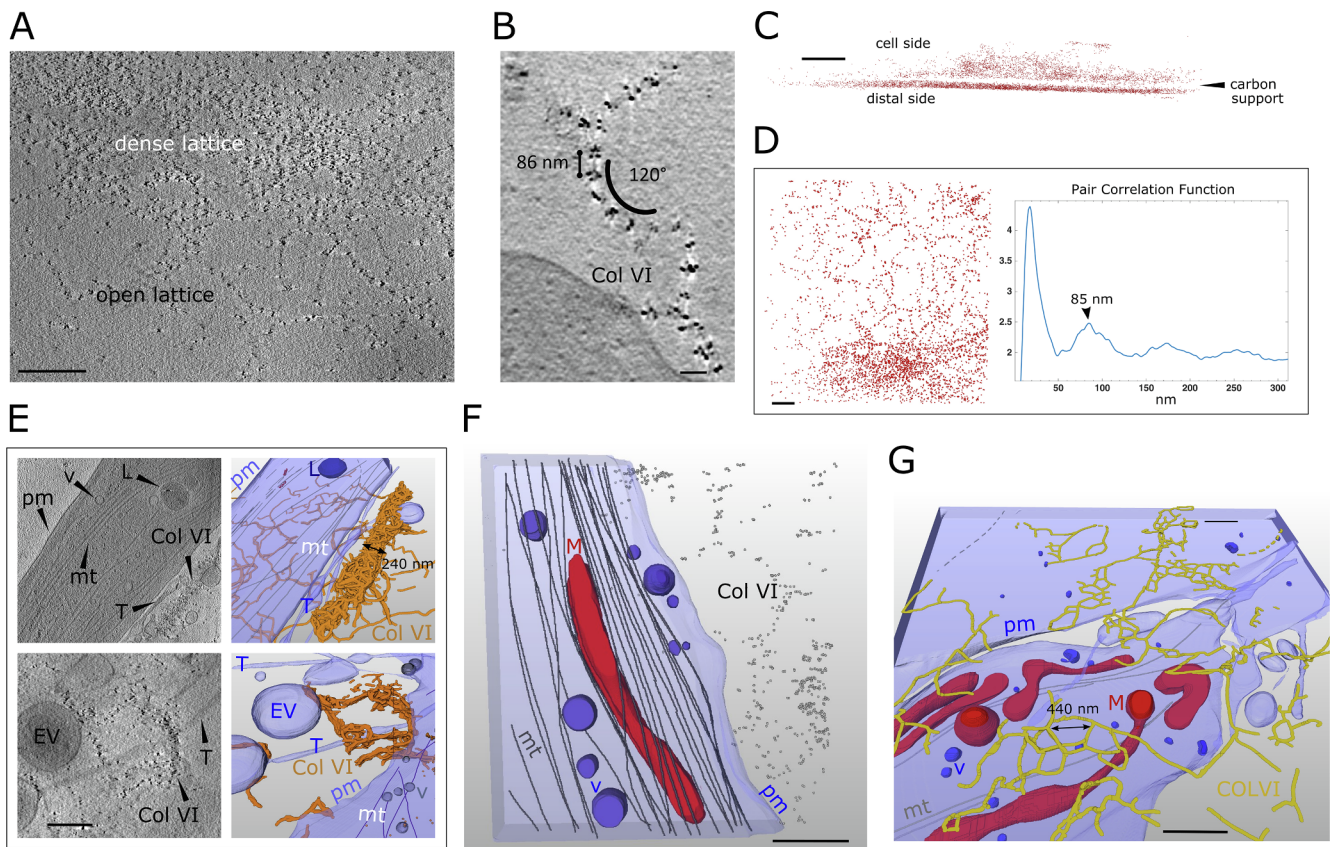 A
dense lattice
open lattice
B
86 nm
120°
Col VI
C
cell side
distal side
carbon
support
D
Pair Correlation Function
4
3.5
3
2.5
2
85 nm
50
100
150
200
250
300
nm
E
pm
v
L
mt
Col VI
T
pm
L
mt
240 nm
T
Col VI
EV
T
Col VI
T
EV
T
Col VI
pm
mt
v
F
M
Col VI
mt
v
pm
G
pm
440 nm
M
v
mt
COLVI